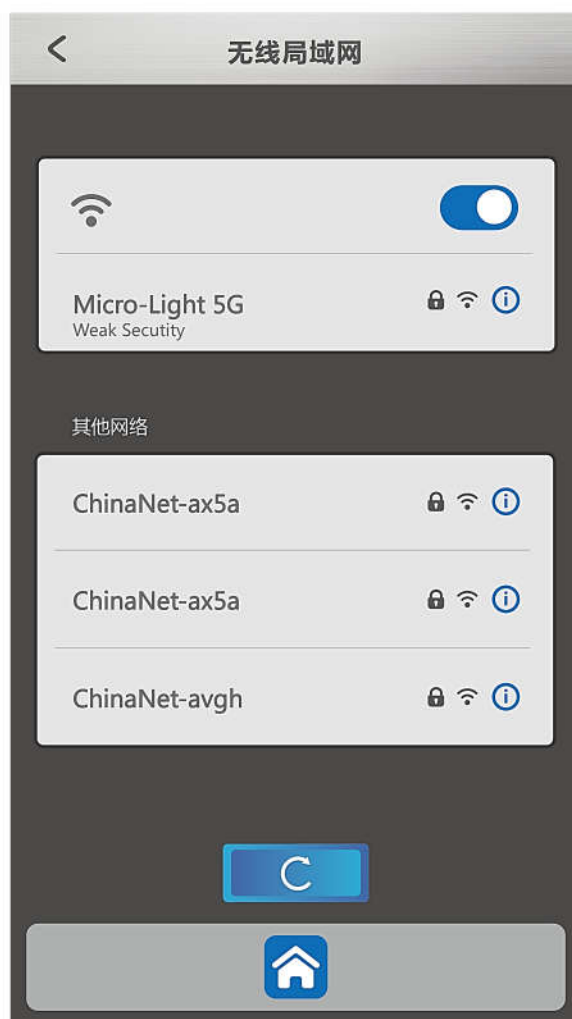 无线局域网
Micro-Light 5G
Weak Secutity
其他网络
ChinaNet-ax5a
ChinaNet-ax5a
ChinaNet-avgh